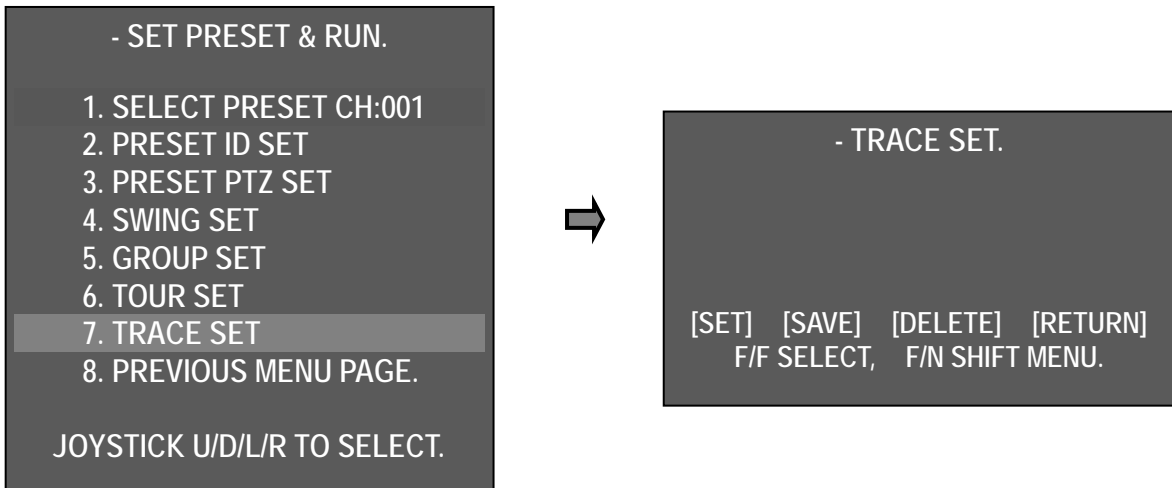 - SET PRESET & RUN.
1. SELECT PRESET CH:001
2. PRESET ID SET
3. PRESET PTZ SET
4. SWING SET
5. GROUP SET
6. TOUR SET
7. TRACE SET
8. PREVIOUS MENU PAGE.
JOYSTICK U/D/L/R TO SELECT.
- TRACE SET.
[SET] [SAVE] [DELETE] [RETURN]
F/F SELECT, F/N SHIFT MENU.